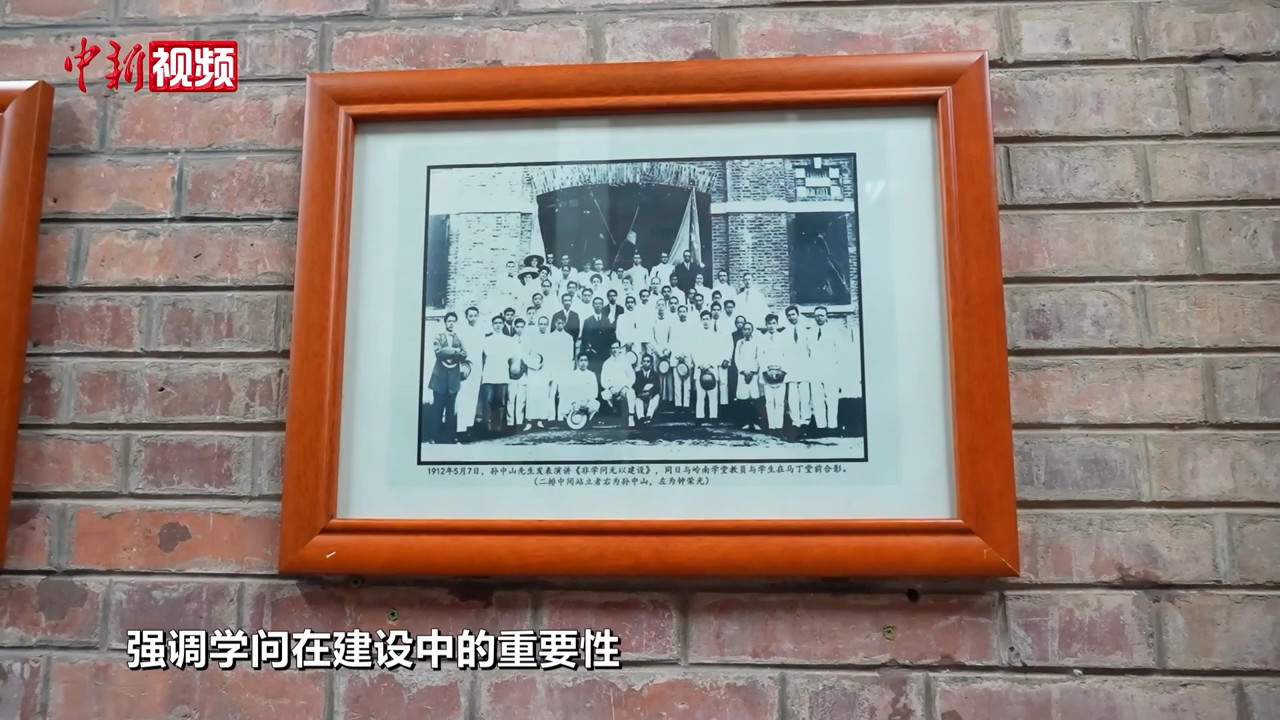 中新视频
1912年5月7日，孙中山先生发表演讲《非学问无以建设》，同日与岭南学堂教员与学生在马丁堂前合影。
（二排中间站立者右为孙中山，左为钟荣光）
强调学问在建设中的重要性